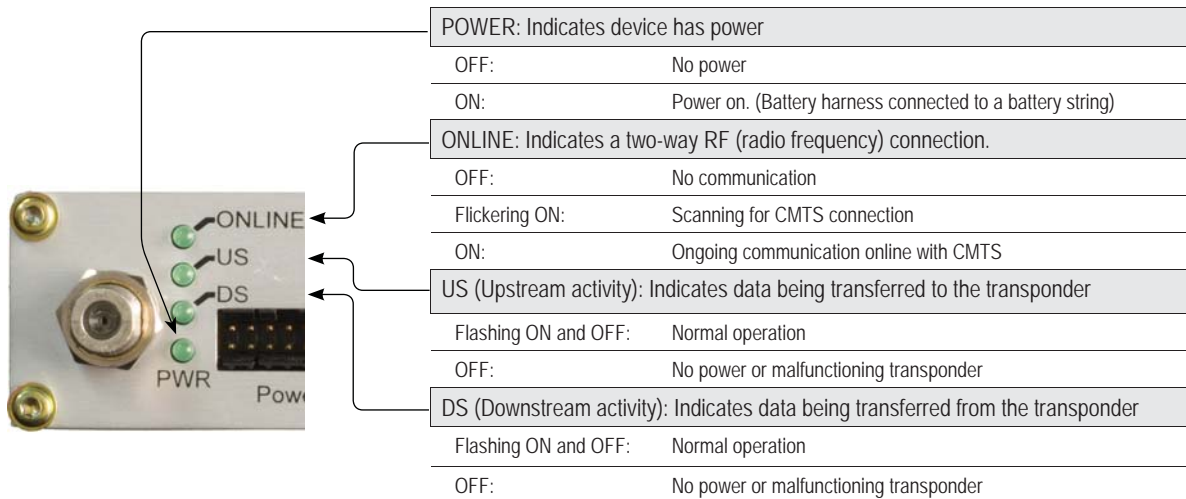 POWER: Indicates device has power
OFF: No power
ON: Power on. (Battery harness connected to a battery string)
ONLINE: Indicates a two-way RF (radio frequency) connection.
OFF: No communication
Flickering ON: Scanning for CMTS connection
ON: Ongoing communication online with CMTS
US (Upstream activity): Indicates data being transferred to the transponder
Flashing ON and OFF: Normal operation
OFF: No power or malfunctioning transponder
DS (Downstream activity): Indicates data being transferred from the transponder
Flashing ON and OFF: Normal operation
OFF: No power or malfunctioning transponder
ONLINE
US
DS
PWR
Powe